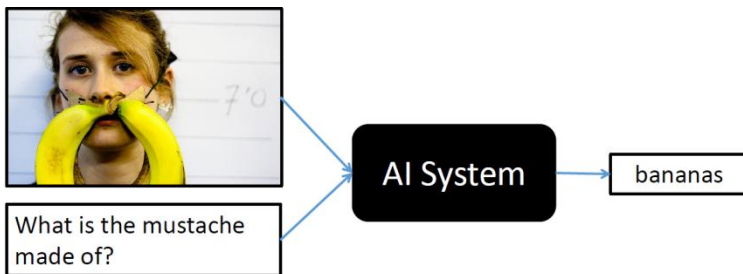 7'0
AI System
bananas
What is the mustache
made of?